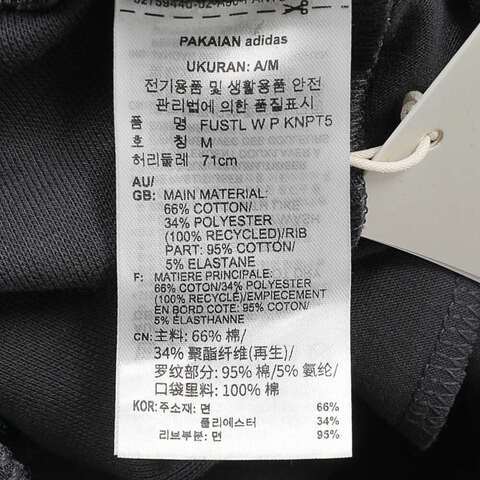 PAKAIAN adidas
UKURAN: A/M
전기용품 및 생활용품 안전
관리법에 의한 품질표시
품 명 FUSTL W P KNPT5
호 칭 M
허리둘레 71cm
AU/
GB: MAIN MATERIAL:
66% COTTON/
34% POLYESTER
(100% RECYCLED)/RIB
PART: 95% COTTON/
5% ELASTANE
F: MATIERE PRINCIPALE:
66% COTON/34% POLYESTER
(100% RECYCLÉ)/EMPIECEMENT
EN BORD COTE: 95% COTON/
5% ÉLASTHANNE
CN: 主料: 66% 棉/
34% 聚酯纤维(再生)/
罗纹部分: 95% 棉/5% 氨纶/
口袋里料: 100% 棉
KOR: 주소재: 면 66%
폴리에스터 34%
리브부분: 면 95%